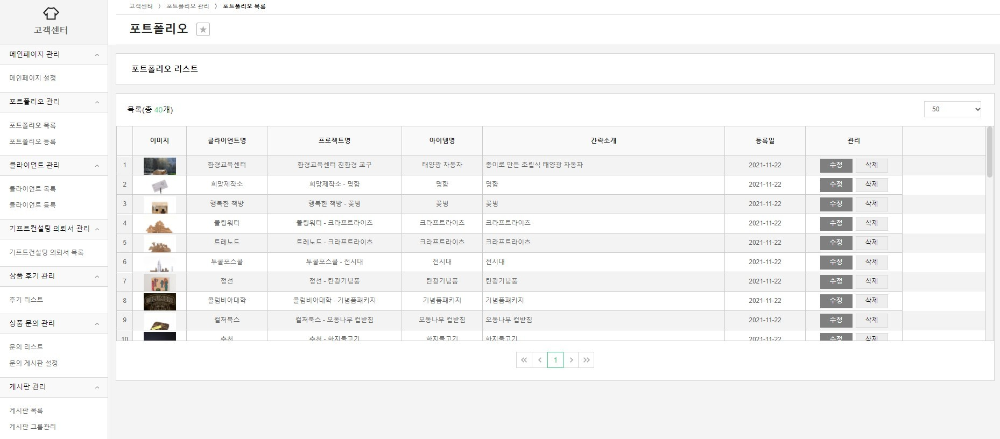 고객센터 〉 포트폴리오 관리 〉 포트폴리오 목록
고객센터
포트폴리오 ★
메인페이지 관리
메인페이지 설정
포트폴리오 관리
포트폴리오 목록
포트폴리오 등록
클라이언트 관리
클라이언트 목록
클라이언트 등록
기프트컨설팅 의뢰서 관리
기프트컨설팅 의뢰서 목록
상품 후기 관리
후기 리스트
상품 문의 관리
문의 리스트
문의 게시판 설정
게시판 관리
게시판 목록
게시판 그룹관리
포트폴리오 리스트
목록(총 40개)
50
이미지 클라이언트명 프로젝트명 아이템명 간략소개 등록일 관리
1 환경교육센터 환경교육센터 친환경 교구 태양광 자동차 종이로 만든 조립식 태양광 자동차 2021-11-22 수정 삭제
2 희망제작소 희망제작소 - 명함 명함 명함 2021-11-22 수정 삭제
3 행복한 책방 행복한 책방 - 꽃병 꽃병 꽃병 2021-11-22 수정 삭제
4 폴링워터 폴링워터 - 크라프트라이츠 크라프트라이츠 크라프트라이츠 2021-11-22 수정 삭제
5 트레노드 트레노드 - 크라프트라이츠 크라프트라이츠 크라프트라이츠 2021-11-22 수정 삭제
6 투쿨포스쿨 투쿨포스쿨 - 전시대 전시대 전시대 2021-11-22 수정 삭제
7 정선 정선 - 탄광기념품 탄광기념품 탄광기념품 2021-11-22 수정 삭제
8 COLUMBIA 콜럼비아대학 콜럼비아대학 - 기념품패키지 기념품패키지 기념품패키지 2021-11-22 수정 삭제
9 컬처북스 컬처북스 - 오동나무 컵받침 오동나무 컵받침 오동나무 컵받침 2021-11-22 수정 삭제
10 춘천 춘천 - 한지물고기 한지물고기 한지물고기 2021-11-22 수정 삭제
« ‹ 1 › »